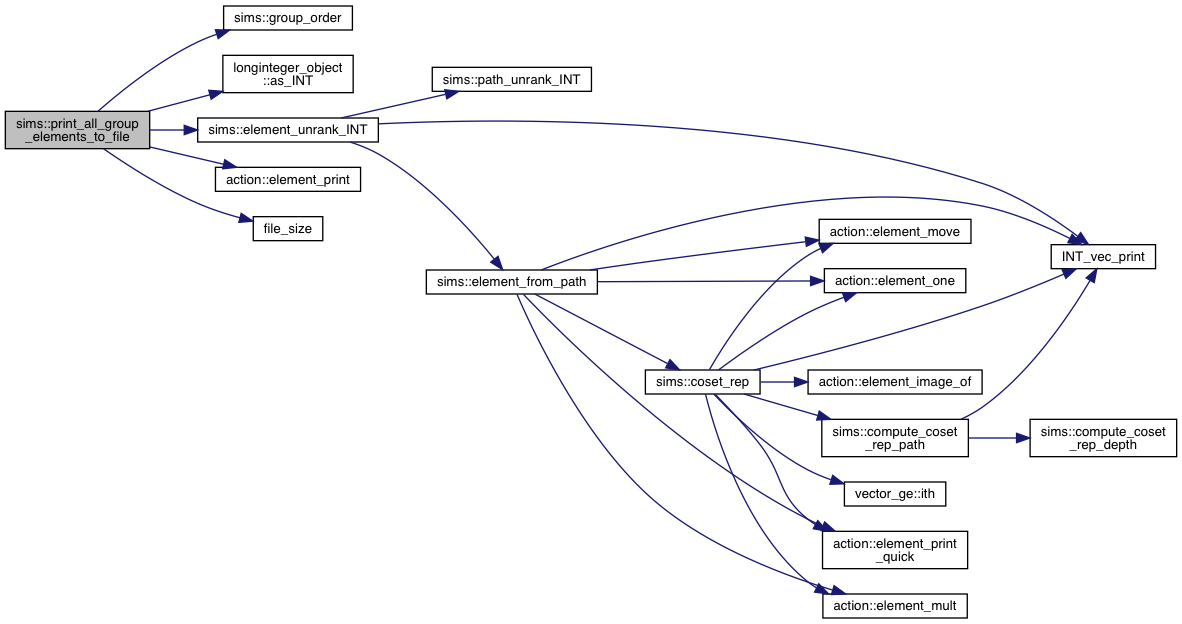 sims::group_order
longinteger_object
::as_INT
sims::path_unrank_INT
sims::print_all_group
_elements_to_file
sims::element_unrank_INT
action::element_print
file_size
action::element_move
INT_vec_print
sims::element_from_path
action::element_one
sims::coset_rep
action::element_image_of
sims::compute_coset
_rep_path
sims::compute_coset
_rep_depth
vector_ge::ith
action::element_print
_quick
action::element_mult